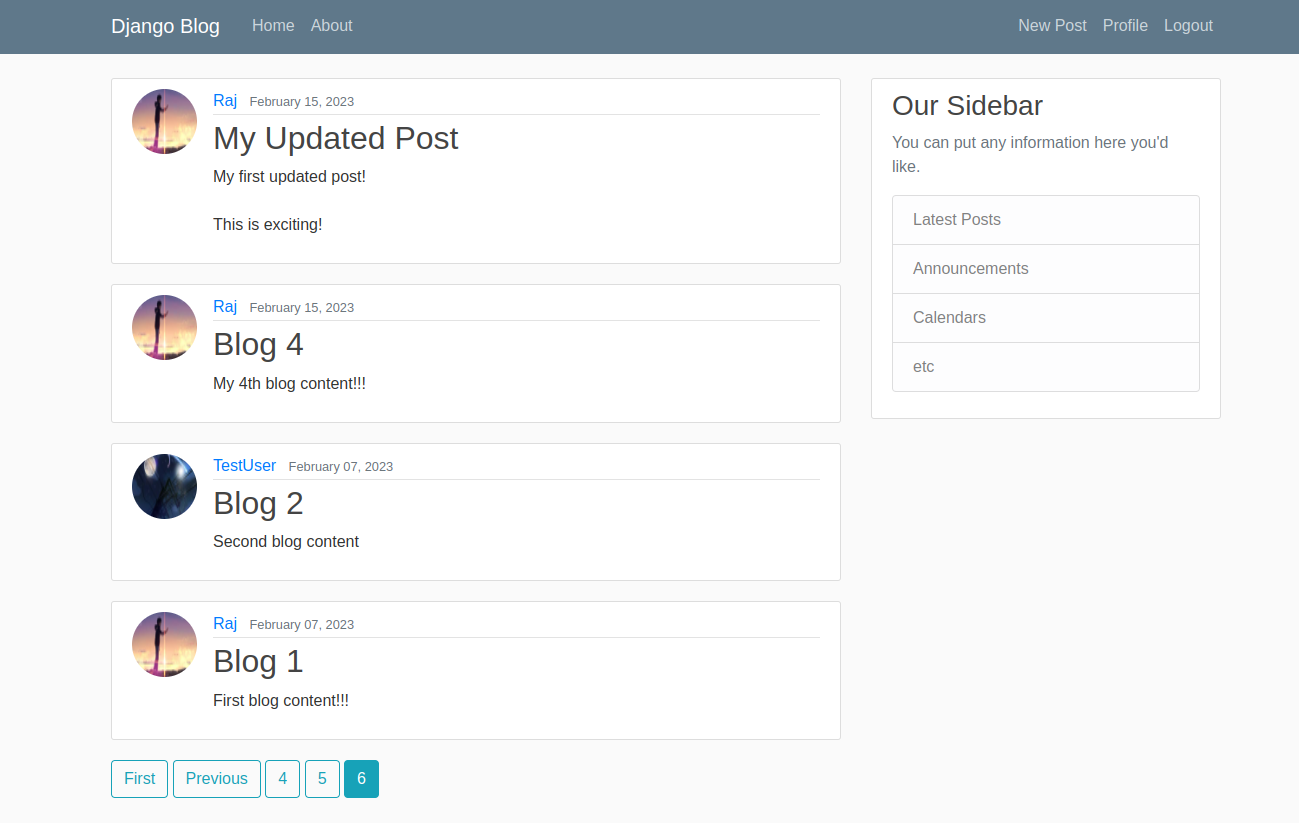 Django Blog Home About New Post Profile Logout
Raj February 15, 2023
My Updated Post
My first updated post!
This is exciting!
Raj February 15, 2023
Blog 4
My 4th blog content!!!
TestUser February 07, 2023
Blog 2
Second blog content
Raj February 07, 2023
Blog 1
First blog content!!!
First Previous 4 5 6
Our Sidebar
You can put any information here you'd
like.
Latest Posts
Announcements
Calendars
etc